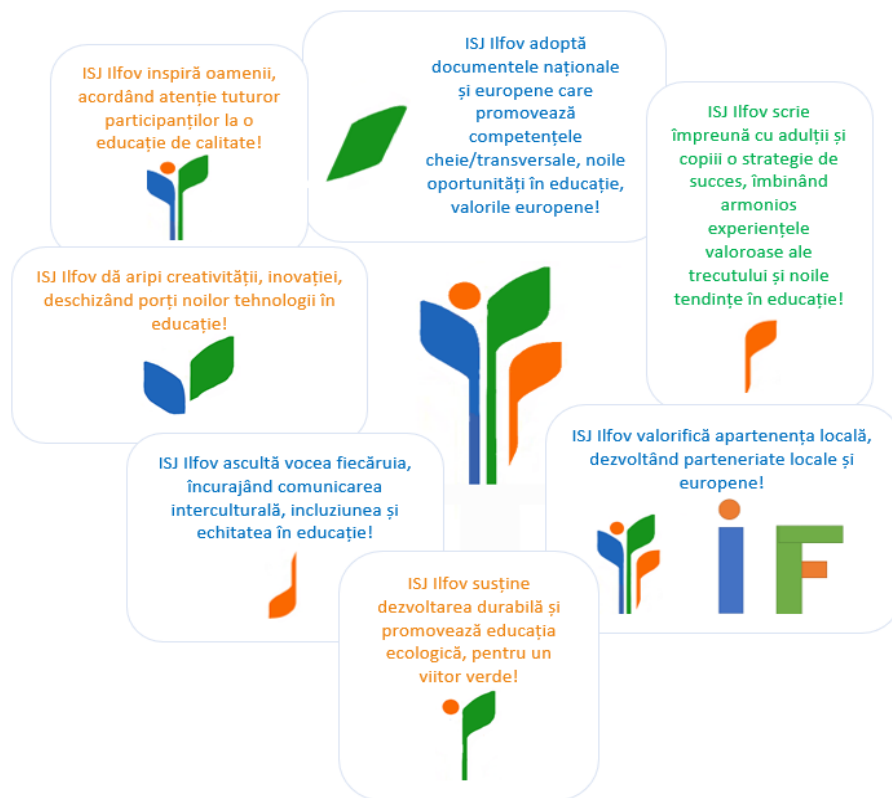 ISJ Ilfov inspiră oamenii,
acordând atenție tuturor
participanților la o
educație de calitate!
ISJ Ilfov adoptă
documentele naționale
și europene care
promovează
competențele
cheie/transversale, noile
oportunități în educație,
valorile europene!
ISJ Ilfov scrie
împreună cu adulții și
copiii o strategie de
succes, îmbinând
armonios
experiențele
valoroase ale
trecutului și noile
tendințe în educație!
ISJ Ilfov dă aripi creativității, inovației,
deschizând porți noilor tehnologii în
educație!
ISJ Ilfov valorifică apartenența locală,
dezvoltând parteneriate locale și
europene!
iF
ISJ Ilfov ascultă vocea fiecăruia,
încurajând comunicarea
interculturală, incluziunea și
echitatea în educație!
ISJ Ilfov susține
dezvoltarea durabilă și
promovează educația
ecologică, pentru un
viitor verde!